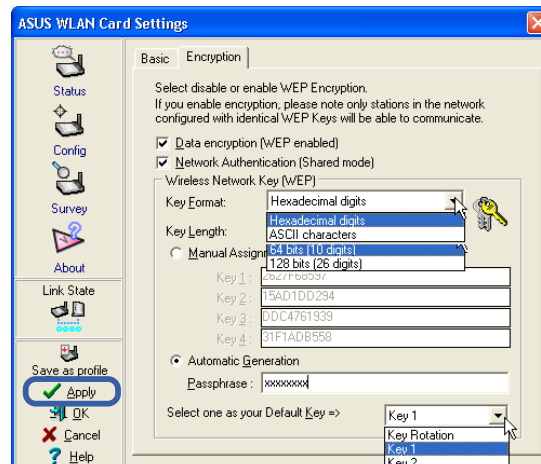 ASUS WLAN Card Settings
Status
Config
Survey
About
Link State
Save as profile
Apply
OK
Cancel
Help
Basic
Encryption
Select disable or enable WEP Encryption.
If you enable encryption, please note only stations in the network
configured with identical WEP Keys will be able to communicate.
Data encryption (WEP enabled)
Network Authentication (Shared mode)
Wireless Network Key (WEP)
Key Format: Hexadecimal digits
Hexadecimal digits
ASCII characters
Key Length:
64 bits (10 digits)
128 bits (26 digits)
Manual Assignm
Key 1 : 2627F68597
Key 2 : 15AD1DD294
Key 3 : DDC4761939
Key 4 : 31F1ADB558
Automatic Generation
Passphrase : xxxxxxxx
Select one as your Default Key => Key 1
Key Rotation
Key 1
Key 2